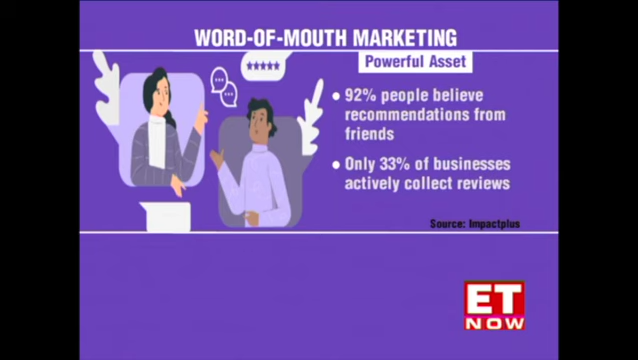 WORD-OF-MOUTH MARKETING
Powerful Asset
• 92% people believe
recommendations from
friends
• Only 33% of businesses
actively collect reviews
Source: Impactplus
ET
NOW